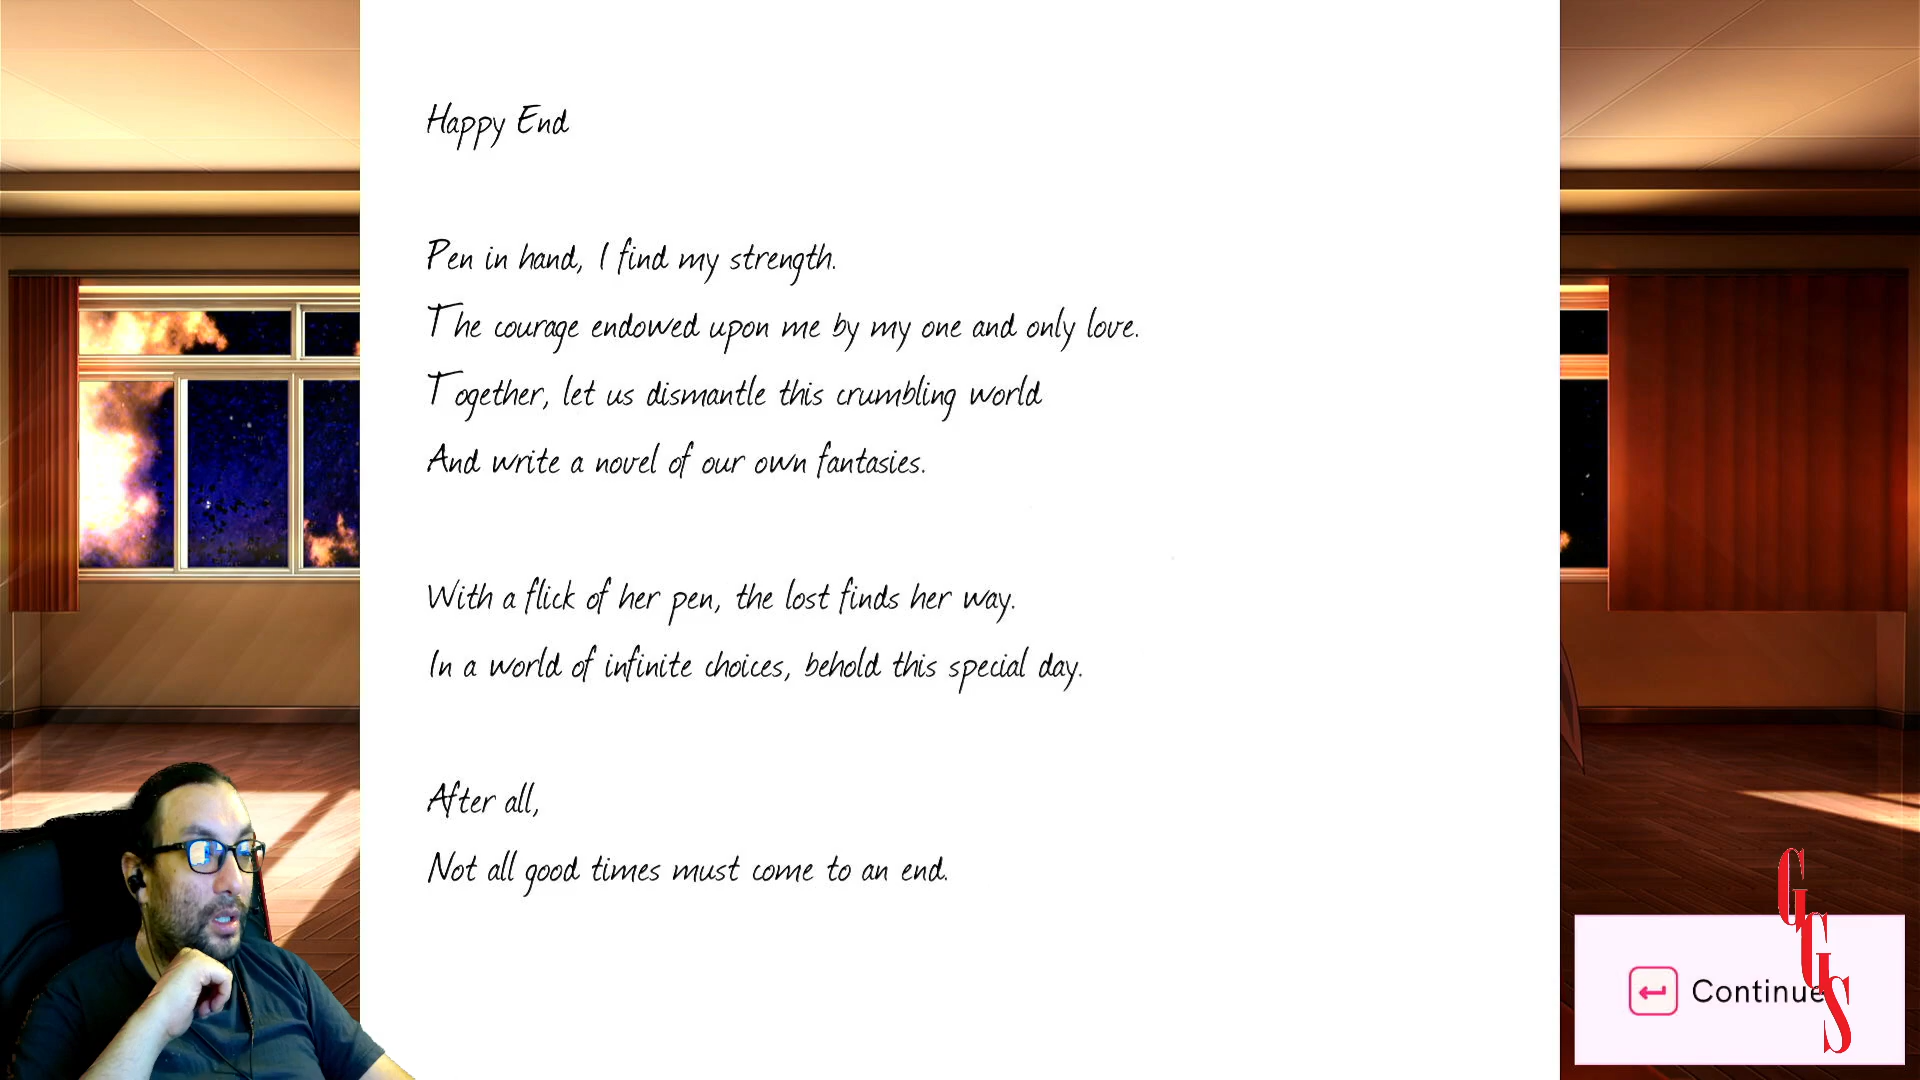 Happy End
Pen in hand, I find my strength.
The courage endowed upon me by my one and only love.
Together, let us dismantle this crumbling world
And write a novel of our own fantasies.
With a flick of her pen, the lost finds her way.
In a world of infinite choices, behold this special day.
After all,
Not all good times must come to an end.
GGIS
Continue